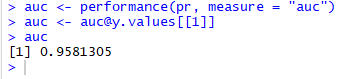 > auc <- performance(pr, measure = "auc")
> auc <- auc@y.values[[1]]
> auc
[1] 0.9581305
>